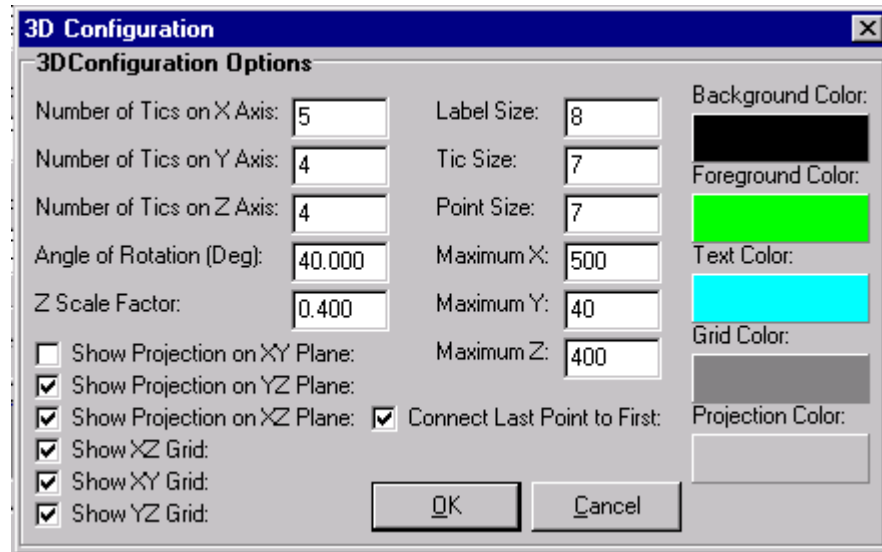 3D Configuration
3DConfiguration Options
Number of Tics on X Axis: 5
Number of Tics on Y Axis: 4
Number of Tics on Z Axis: 4
Angle of Rotation (Deg): 40.000
Z Scale Factor: 0.400
Show Projection on XY Plane:
Show Projection on YZ Plane:
Show Projection on XZ Plane:
Show XZ Grid:
Show XY Grid:
Show YZ Grid:
Label Size: 8
Tic Size: 7
Point Size: 7
Maximum X: 500
Maximum Y: 40
Maximum Z: 400
Connect Last Point to First:
Background Color:
Foreground Color:
Text Color:
Grid Color:
Projection Color:
OK
Cancel